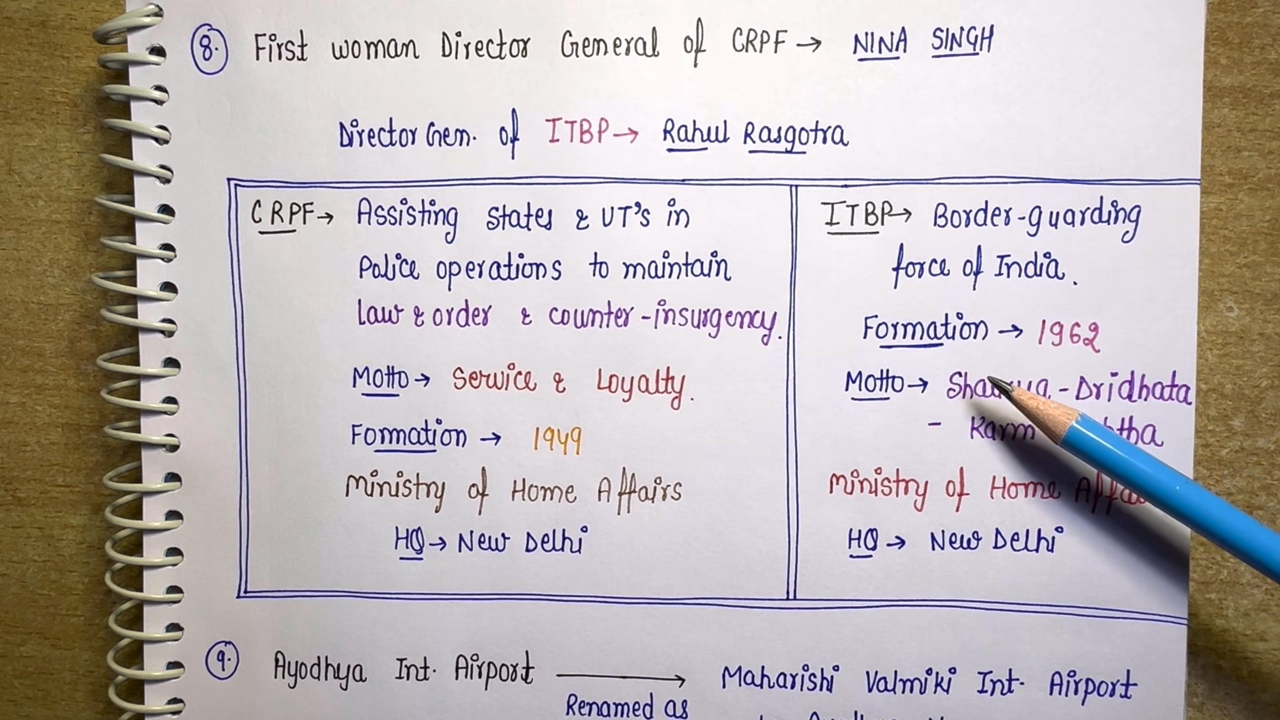 8. First woman Director General of CRPF → NINA SINGH
Director Gen. of ITBP → Rahul Rasgotra
CRPF → Assisting States & UT's in
Police operations to maintain
Law & order & counter-insurgency.
Motto → Service & Loyalty.
Formation → 1949
Ministry of Home Affairs
HQ → New Delhi
ITBP → Border-guarding
force of India.
Formation → 1962
Motto → - Dridhata
-
Ministry of Home
HQ → New Delhi
9. Ayodhya Int. Airport → Maharishi Valmiki Int. Airport
Renamed as